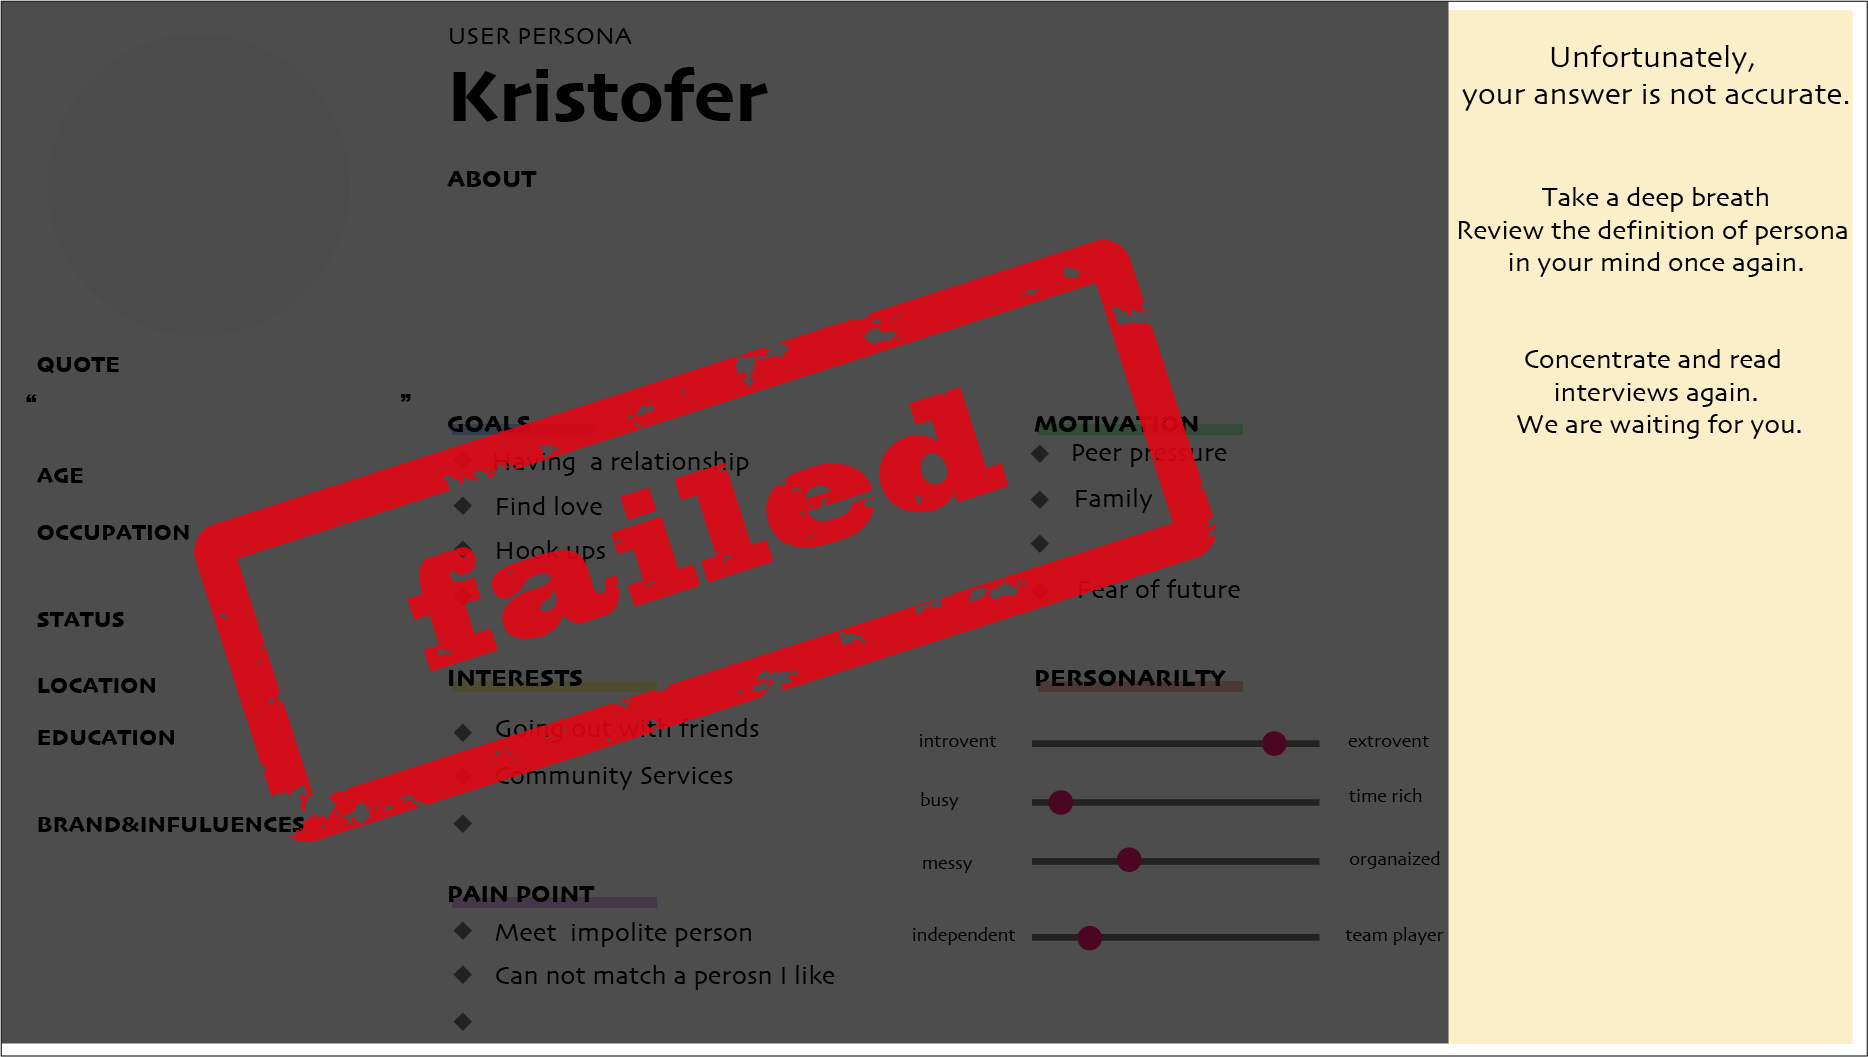 USER PERSONA
Kristofer
ABOUT
QUOTE
“ ”
AGE
OCCUPATION
STATUS
LOCATION
EDUCATION
BRAND&INFULUENCES
GOALS
Having a relationship
Find love
Hook ups
INTERESTS
Going out with friends
Community Services
PAIN POINT
Meet impolite person
Can not match a perosn I like
MOTIVATION
Peer pressure
Family
Fear of future
PERSONARILTY
introvent extrovent
busy time rich
messy organaized
independent team player
failed
Unfortunately,
your answer is not accurate.
Take a deep breath
Review the definition of persona
in your mind once again.
Concentrate and read
interviews again.
We are waiting for you.